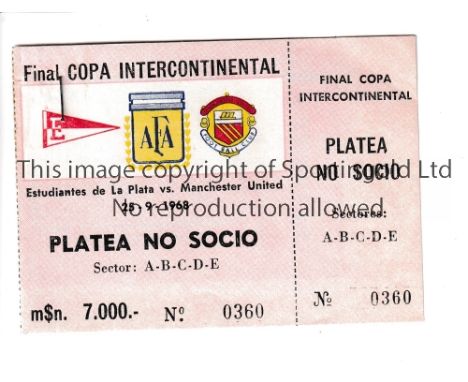 Final COPA INTERCONTINENTAL
AFA
FOOTBALL CLUB
Estudiantes de La Plata vs. Manchester United
25-9-1968
PLATEA NO SOCIO
Sector: A-B-C-D-E
m$n. 7.000.- Nº 0360
FINAL COPA
INTERCONTINENTAL
PLATEA
NO SOCIO
Sectores:
A-B-C-D-E
Nº 0360
This image copyright of Sportingold Ltd
No reproduction allowed